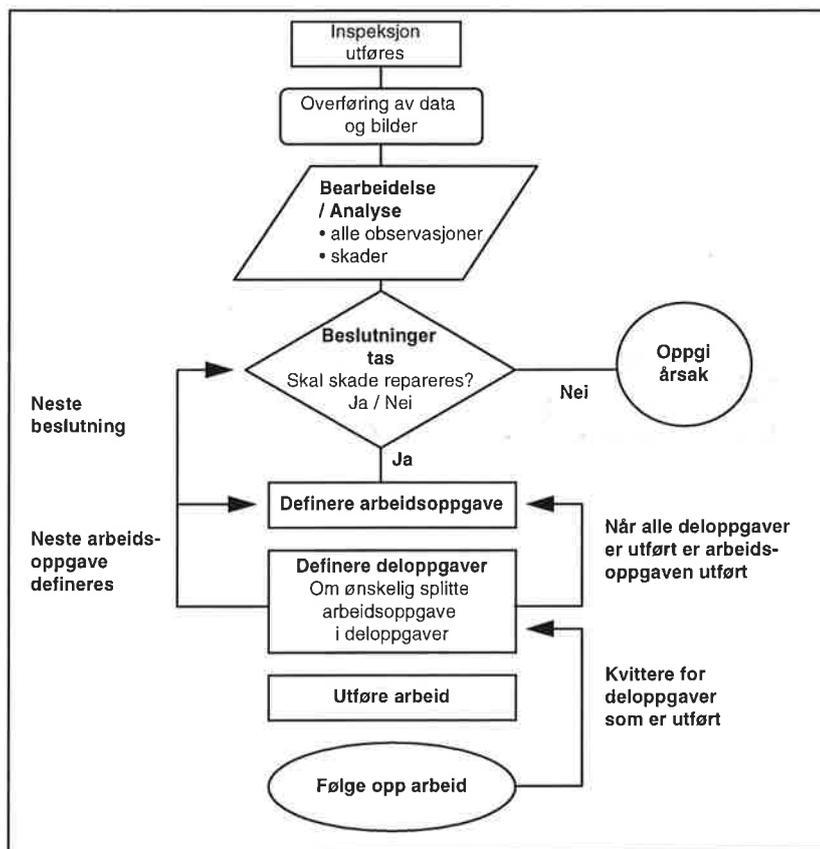 Inspeksjon
utføres
Overføring av data
og bilder
Bearbeidelse
/ Analyse
• alle observasjoner
• skader
Beslutninger
tas
Skal skade repareres?
Ja / Nei
Nei
Oppgi
årsak
Ja
Neste
beslutning
Definere arbeidsoppgave
Neste arbeids-
oppgave
defineres
Definere deloppgaver
Om ønskelig splitte
arbeidsoppgave
i deloppgaver
Når alle deloppgaver
er utført er arbeids-
oppgaven utført
Utføre arbeid
Kvittere for
deloppgaver
som er utført
Følge opp arbeid